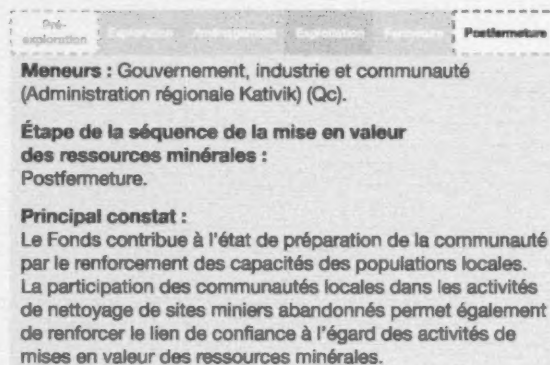 Pré-
exploration Exploration Aménagement Exploitation Fermeture Postfermeture
Meneurs : Gouvernement, industrie et communauté
(Administration régionale Kativik) (Qc).
Étape de la séquence de la mise en valeur
des ressources minérales :
Postfermeture.
Principal constat :
Le Fonds contribue à l'état de préparation de la communauté
par le renforcement des capacités des populations locales.
La participation des communautés locales dans les activités
de nettoyage de sites miniers abandonnés permet également
de renforcer le lien de confiance à l'égard des activités de
mises en valeur des ressources minérales.